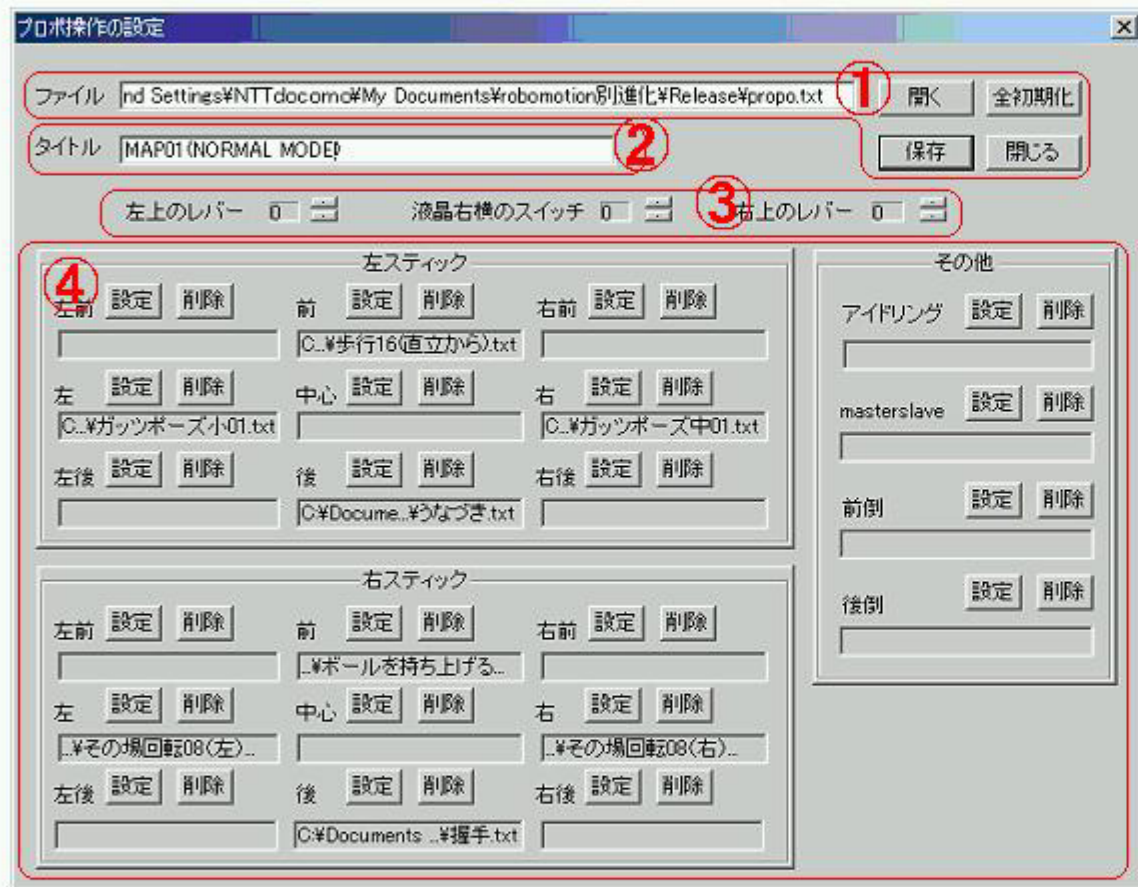 プロポ操作の設定
ファイル nd Settings¥NTTdocomo¥My Documents¥robomotion別進化¥Release¥propo.txt ① 開く 全初期化
タイトル MAP01(NORMAL MODE) ② 保存 閉じる
左上のレバー 0 液晶右横のスイッチ 0 ③ 右上のレバー 0
④
左スティック
左前 設定 削除 前 設定 削除 右前 設定 削除
C...¥歩行16(直立から).txt
左 設定 削除 中心 設定 削除 右 設定 削除
C...¥ガッツポーズ小01.txt C...¥ガッツポーズ中01.txt
左後 設定 削除 後 設定 削除 右後 設定 削除
C:¥Docume...¥うなづき.txt
右スティック
左前 設定 削除 前 設定 削除 右前 設定 削除
...¥ボールを持ち上げる...
左 設定 削除 中心 設定 削除 右 設定 削除
...¥その場回転08(左)... ...¥その場回転08(右)...
左後 設定 削除 後 設定 削除 右後 設定 削除
C:¥Documents ...¥握手.txt
その他
アイドリング 設定 削除
masterslave 設定 削除
前倒 設定 削除
後倒 設定 削除